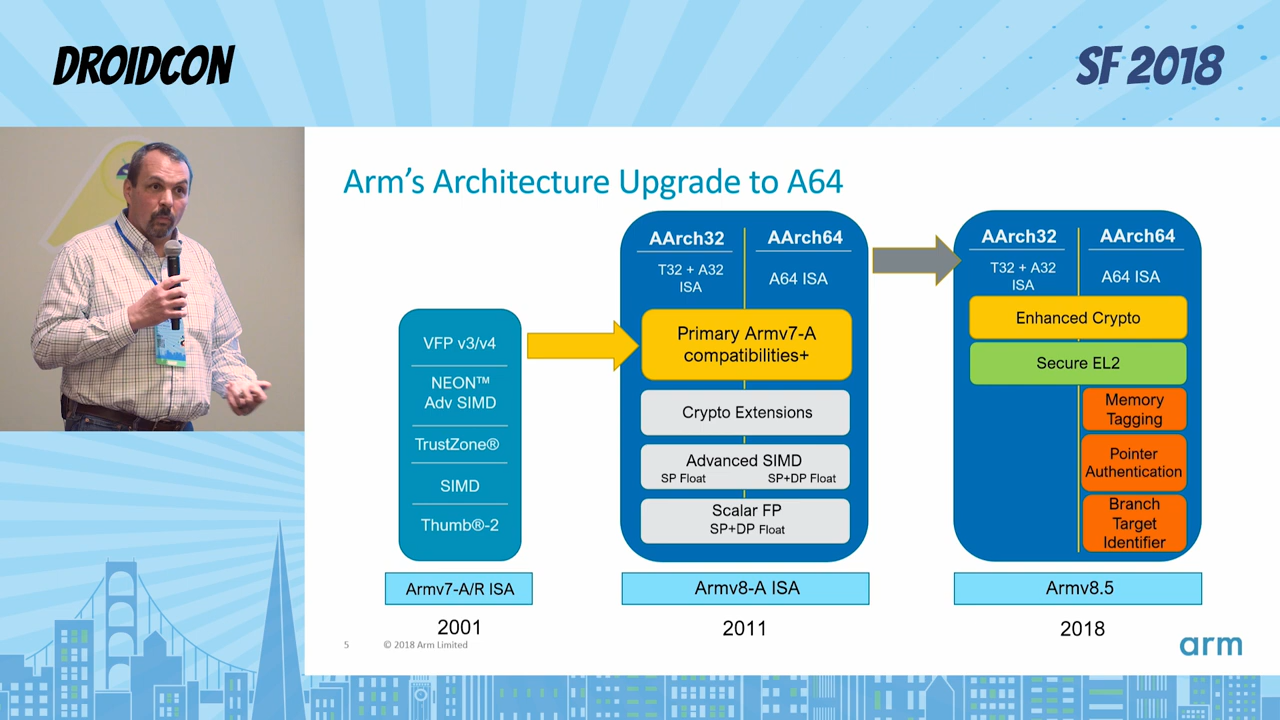 DROIDCON
SF 2018
Arm's Architecture Upgrade to A64
VFP v3/v4
NEON™
Adv SIMD
TrustZone®
SIMD
Thumb®-2
Armv7-A/R ISA
2001
AArch32
AArch64
T32 + A32
ISA
A64 ISA
Primary Armv7-A
compatibilities+
Crypto Extensions
Advanced SIMD
SP Float
SP+DP Float
Scalar FP
SP+DP Float
Armv8-A ISA
2011
AArch32
AArch64
T32 + A32
ISA
A64 ISA
Enhanced Crypto
Secure EL2
Memory
Tagging
Pointer
Authentication
Branch
Target
Identifier
Armv8.5
2018
5
© 2018 Arm Limited
arm